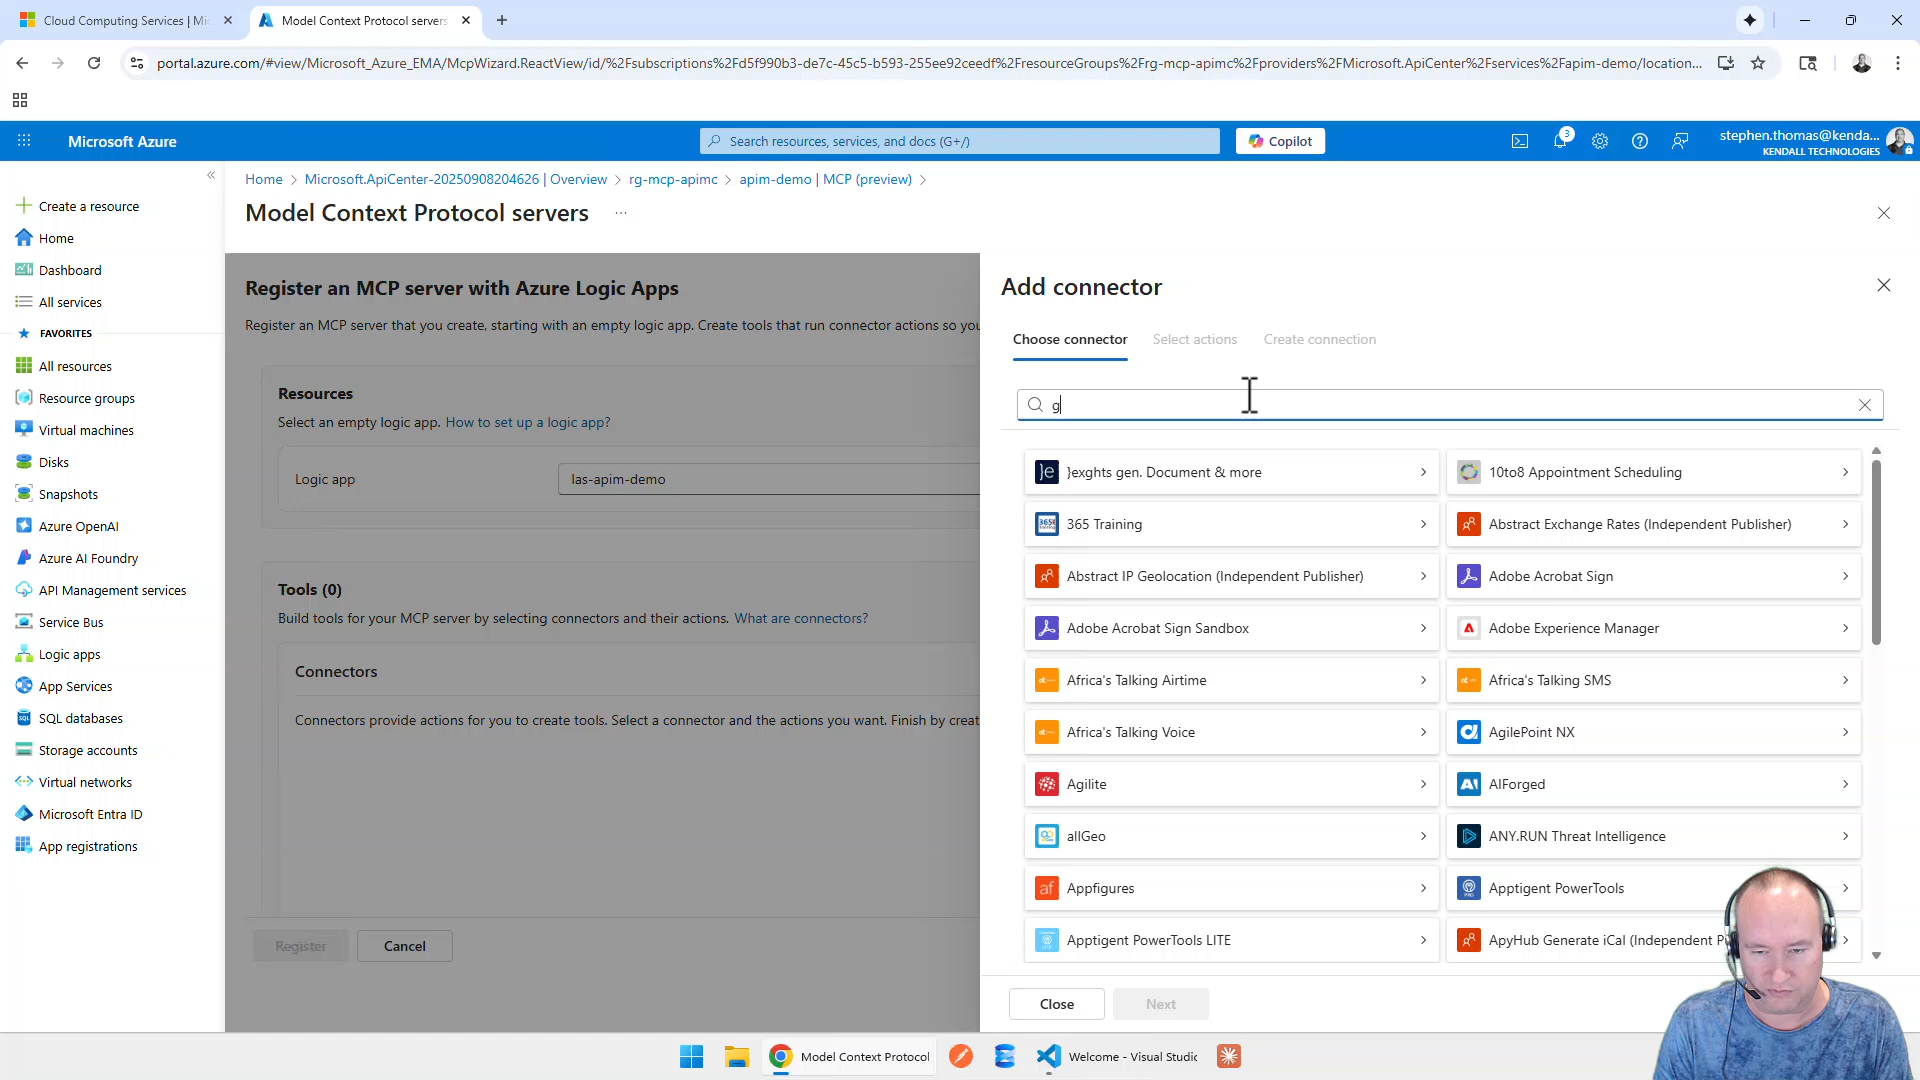 Cloud Computing Services | Mi
Model Context Protocol servers
portal.azure.com/#view/Microsoft_Azure_EMA/McpWizard.ReactView/id/%2Fsubscriptions%2Fd5f990b3-de7c-45c5-b593-255ee92ceedf%2FresourceGroups%2Frg-mcp-apimc%2Fproviders%2FMicrosoft.ApiCenter%2Fservices%2Fapim-demo/location...
Microsoft Azure
Search resources, services, and docs (G+/)
Copilot
3
stephen.thomas@kenda...
KENDALL TECHNOLOGIES
Create a resource
Home
Dashboard
All services
FAVORITES
All resources
Resource groups
Virtual machines
Disks
Snapshots
Azure OpenAI
Azure AI Foundry
API Management services
Service Bus
Logic apps
App Services
SQL databases
Storage accounts
Virtual networks
Microsoft Entra ID
App registrations
Home > Microsoft.ApiCenter-20250908204626 | Overview > rg-mcp-apimc > apim-demo | MCP (preview) >
Model Context Protocol servers ...
Register an MCP server with Azure Logic Apps
Register an MCP server that you create, starting with an empty logic app. Create tools that run connector actions so you
Resources
Select an empty logic app. How to set up a logic app?
Logic app
las-apim-demo
Tools (0)
Build tools for your MCP server by selecting connectors and their actions. What are connectors?
Connectors
Connectors provide actions for you to create tools. Select a connector and the actions you want. Finish by creat
Register
Cancel
Add connector
Choose connector
Select actions
Create connection
g
}exghts gen. Document & more
10to8 Appointment Scheduling
365 Training
Abstract Exchange Rates (Independent Publisher)
Abstract IP Geolocation (Independent Publisher)
Adobe Acrobat Sign
Adobe Acrobat Sign Sandbox
Adobe Experience Manager
Africa's Talking Airtime
Africa's Talking SMS
Africa's Talking Voice
AgilePoint NX
Agilite
AIForged
allGeo
ANY.RUN Threat Intelligence
Appfigures
Apptigent PowerTools
Apptigent PowerTools LITE
ApyHub Generate iCal (Independent P
Close
Next
Model Context Protocol
Welcome - Visual Studio